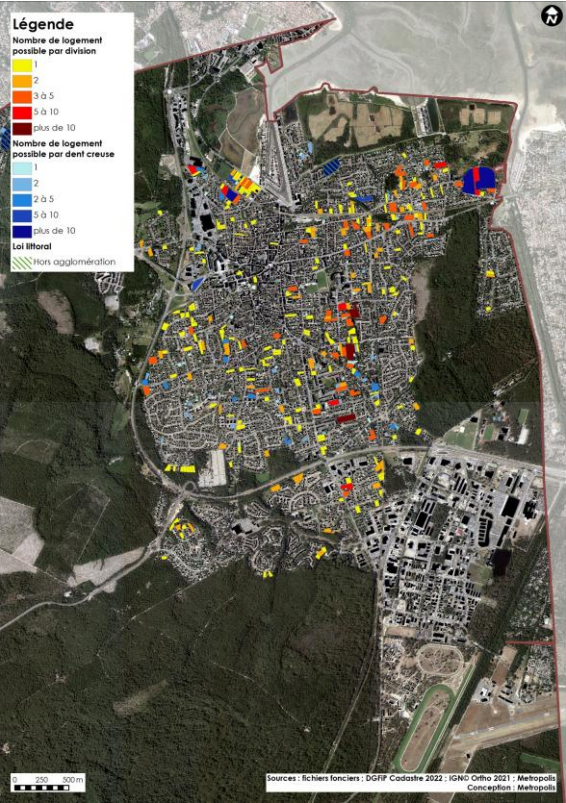 Légende
Nombre de logement
possible par division
1
2
3 à 5
5 à 10
plus de 10
Nombre de logement
possible par dent creuse
1
2
2 à 5
5 à 10
plus de 10
Loi littoral
Hors agglomération
N
0 250 500 m
Sources : fichiers fonciers ; DGFiP Cadastre 2022 ; IGN© Ortho 2021 ; Metropolis
Conception : Metropolis